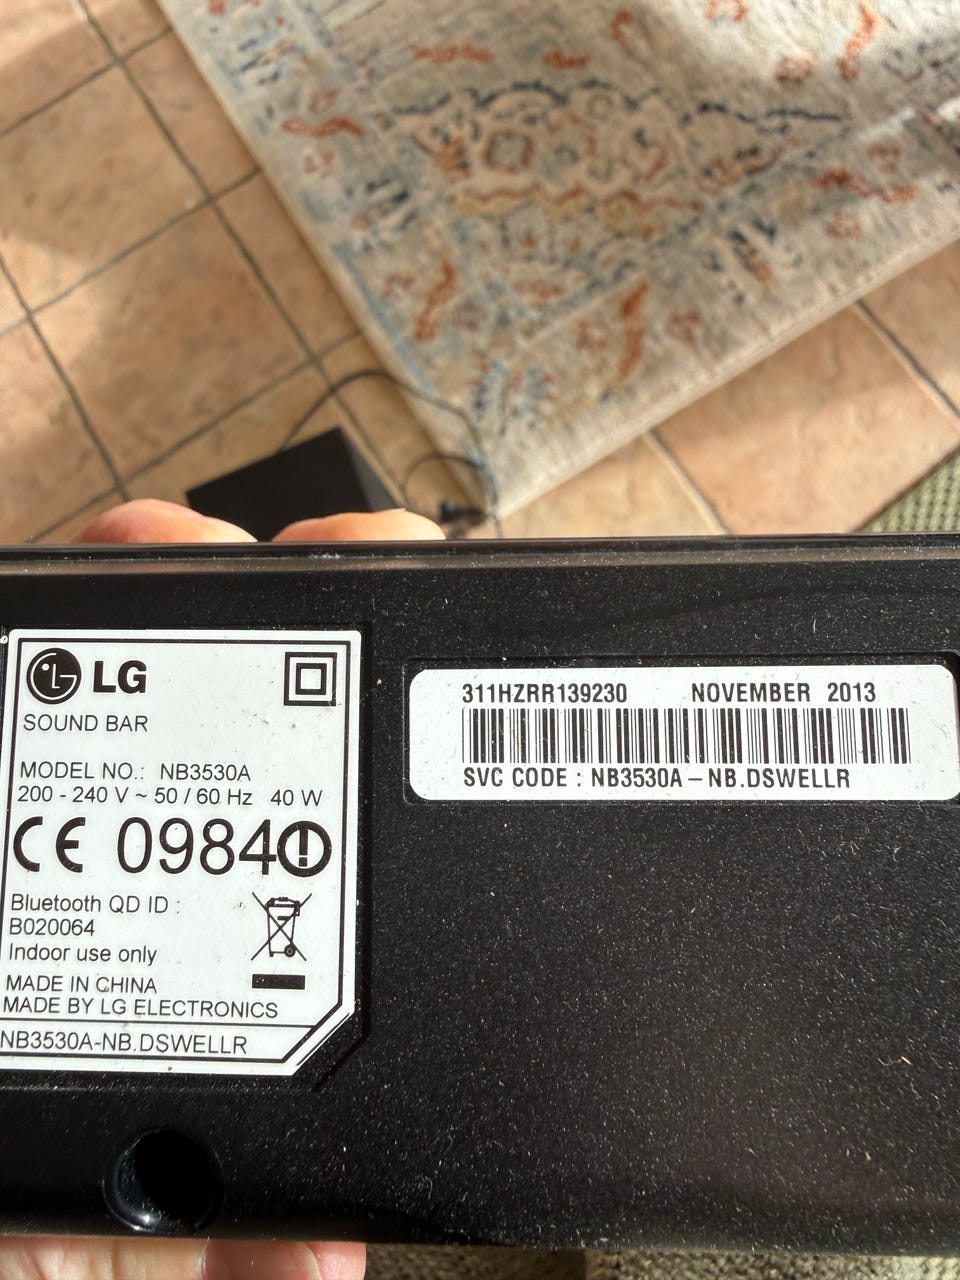 LG
SOUND BAR
MODEL NO.: NB3530A
200 - 240 V ~ 50 / 60 Hz 40 W
CE 0984
Bluetooth QD ID :
B020064
Indoor use only
MADE IN CHINA
MADE BY LG ELECTRONICS
NB3530A-NB.DSWELLR
311HZRR139230 NOVEMBER 2013
SVC CODE : NB3530A – NB.DSWELLR